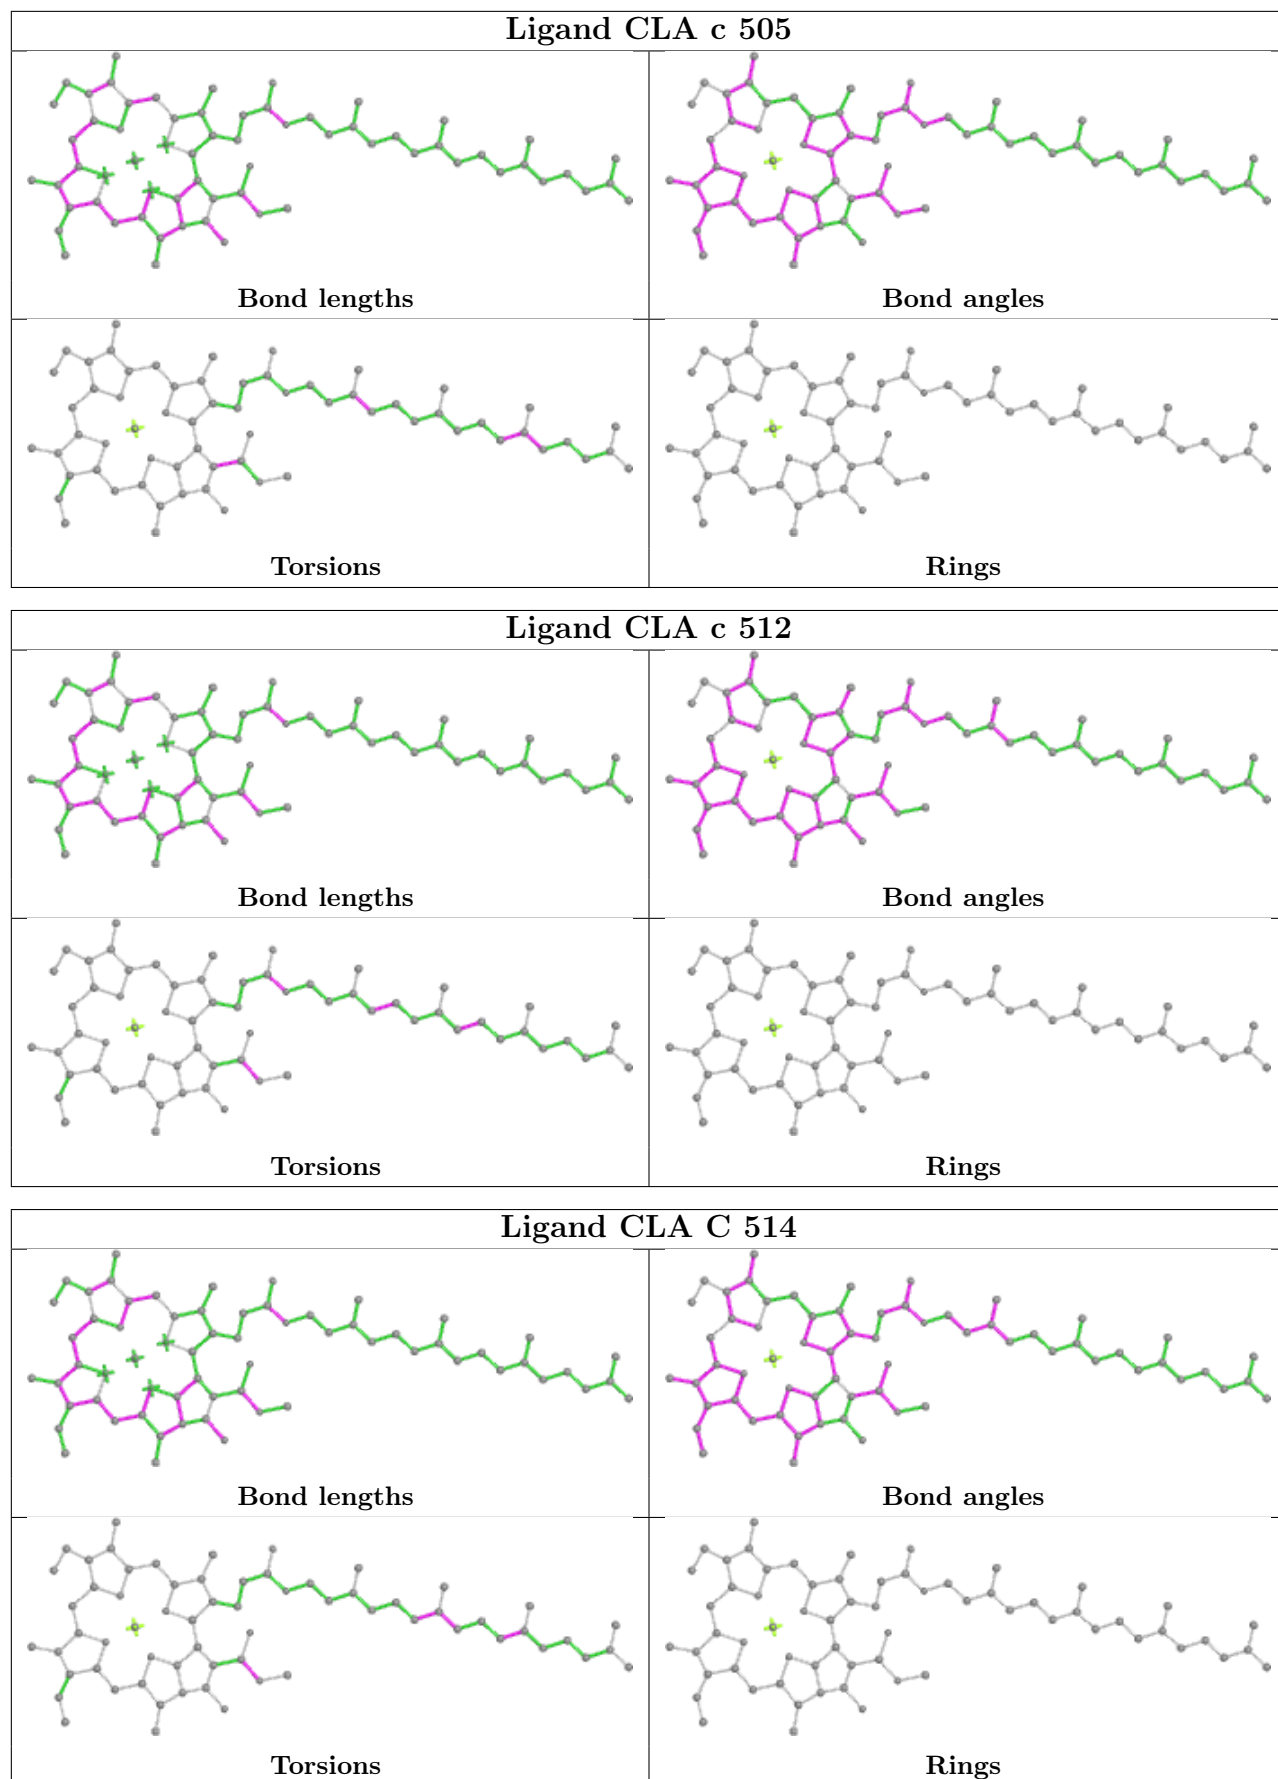 Ligand CLA c 505
Bond lengths
Bond angles
Torsions
Rings
Ligand CLA c 512
Bond lengths
Bond angles
Torsions
Rings
Ligand CLA C 514
Bond lengths
Bond angles
Torsions
Rings